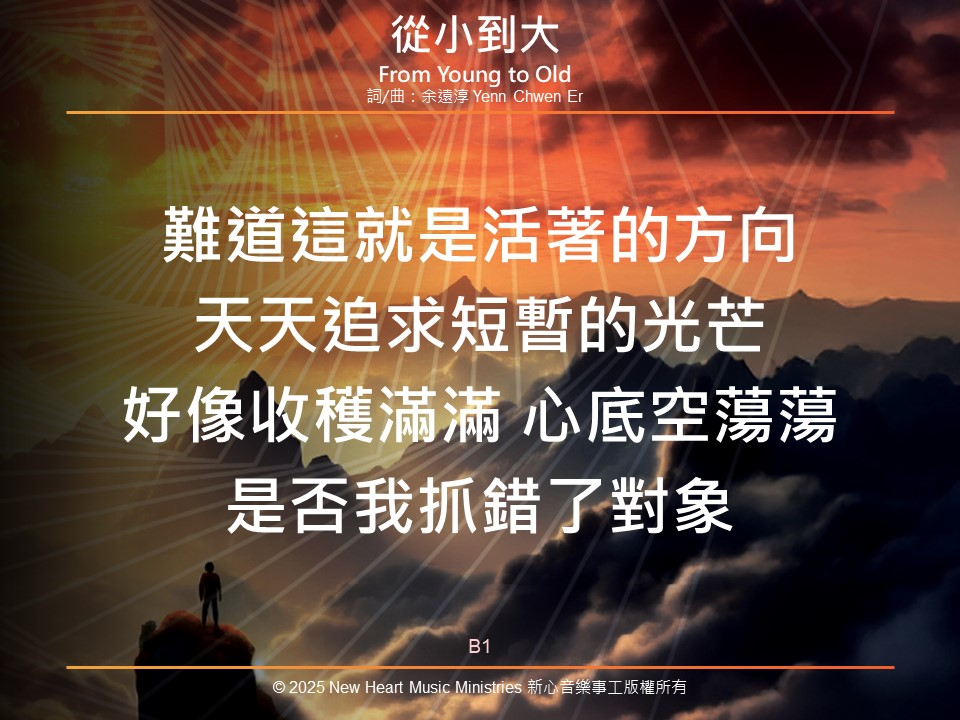 從小到大
From Young to Old
詞/曲：余遠淳 Yenn Chwen Er
難道這就是活著的方向
天天追求短暫的光芒
好像收穫滿滿 心底空蕩蕩
是否我抓錯了對象
B1
© 2025 New Heart Music Ministries 新心音樂事工版權所有